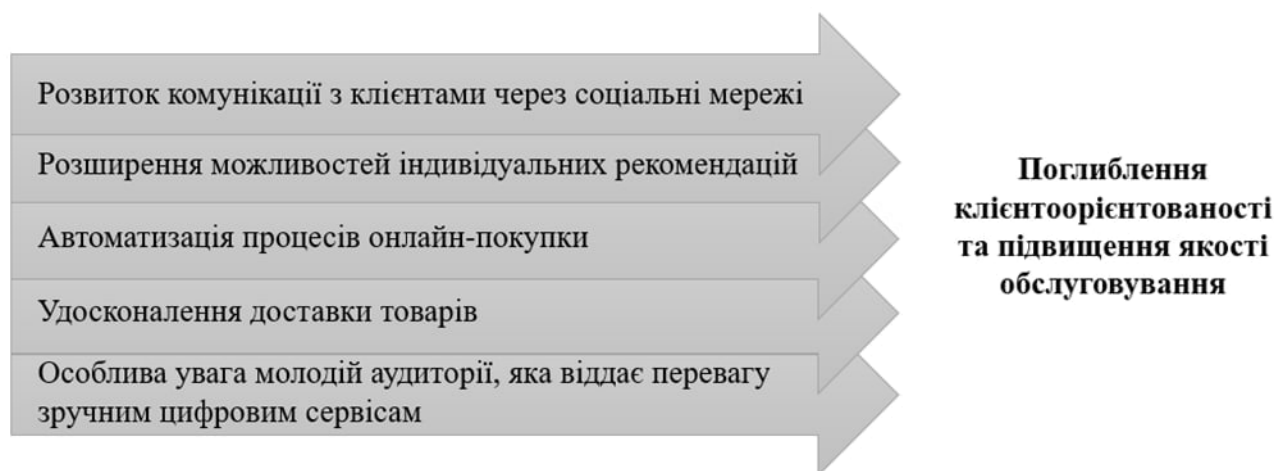 Розвиток комунікації з клієнтами через соціальні мережі
Розширення можливостей індивідуальних рекомендацій
Автоматизація процесів онлайн-покупки
Удосконалення доставки товарів
Особлива увага молодій аудиторії, яка віддає перевагу
зручним цифровим сервісам
Поглиблення
клієнтоорієнтованості
та підвищення якості
обслуговування